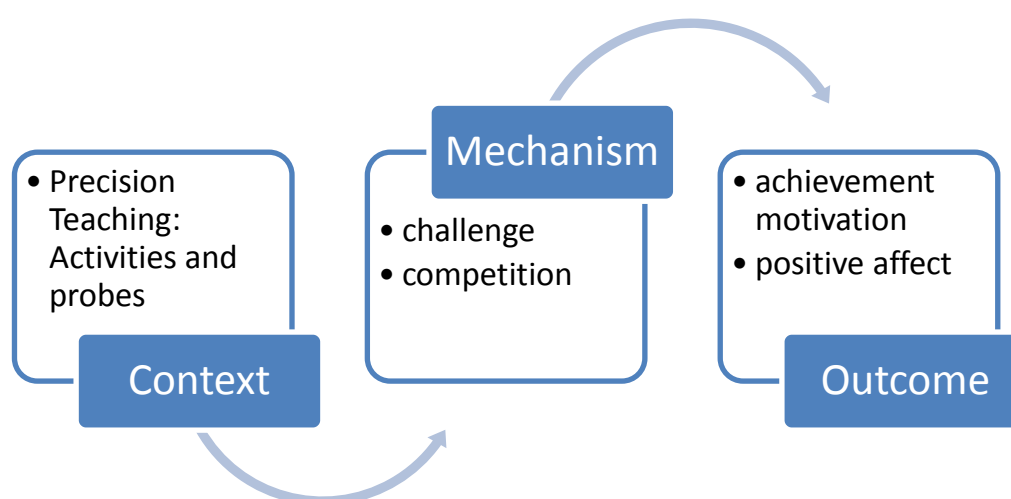 • Precision
Teaching:
Activities and
probes
Context
Mechanism
• challenge
• competition
• achievement
motivation
• positive affect
Outcome